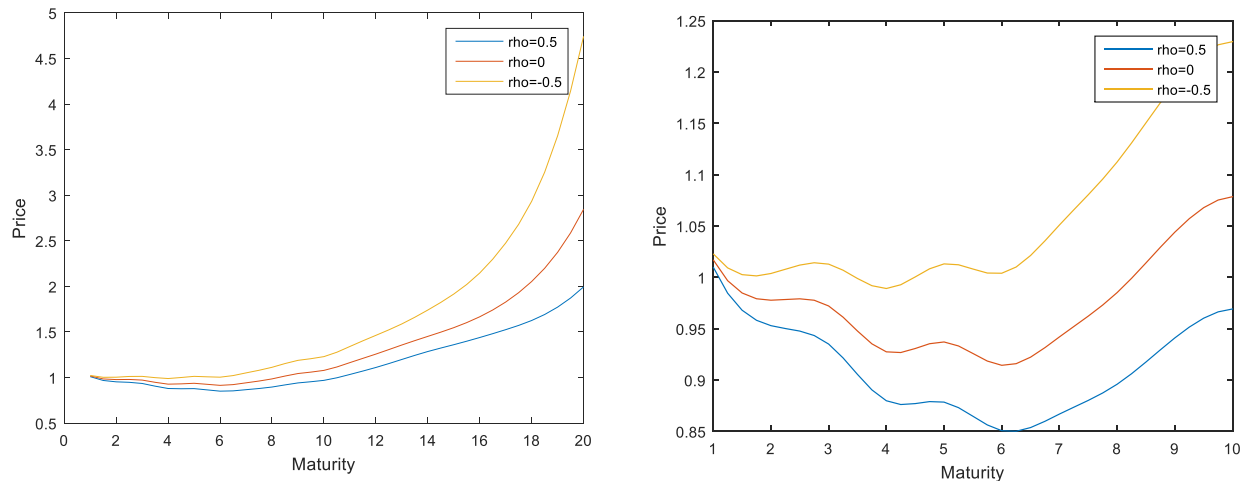 5
4.5
4
3.5
3
2.5
2
1.5
1
0.5
Price
0 2 4 6 8 10 12 14 16 18 20
Maturity
rho=0.5
rho=0
rho=-0.5
1.25
1.2
1.15
1.1
1.05
1
0.95
0.9
0.85
Price
1 2 3 4 5 6 7 8 9 10
Maturity
rho=0.5
rho=0
rho=-0.5